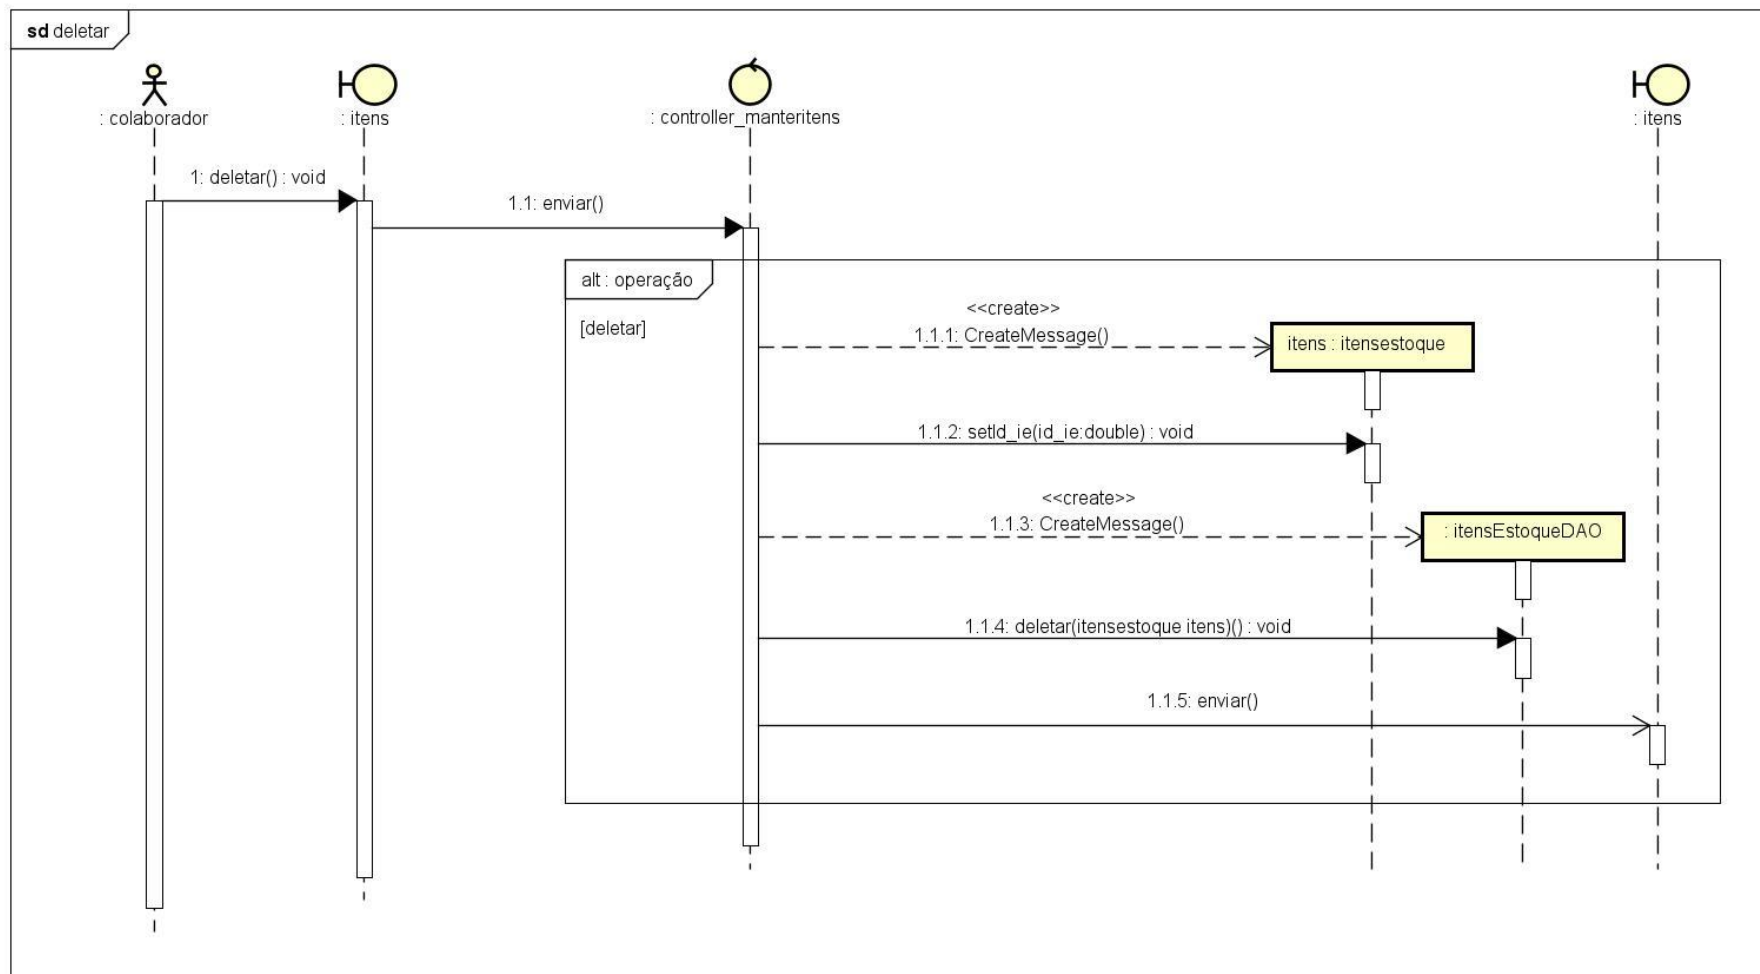 sd deletar
: colaborador
: itens
: controller_manteritens
: itens
1: deletar() : void
1.1: enviar()
alt : operação
[deletar]
<<create>>
1.1.1: CreateMessage()
itens : itensestoque
1.1.2: setId_ie(id_ie:double) : void
<<create>>
1.1.3: CreateMessage()
: itensEstoqueDAO
1.1.4: deletar(itensestoque itens)() : void
1.1.5: enviar()